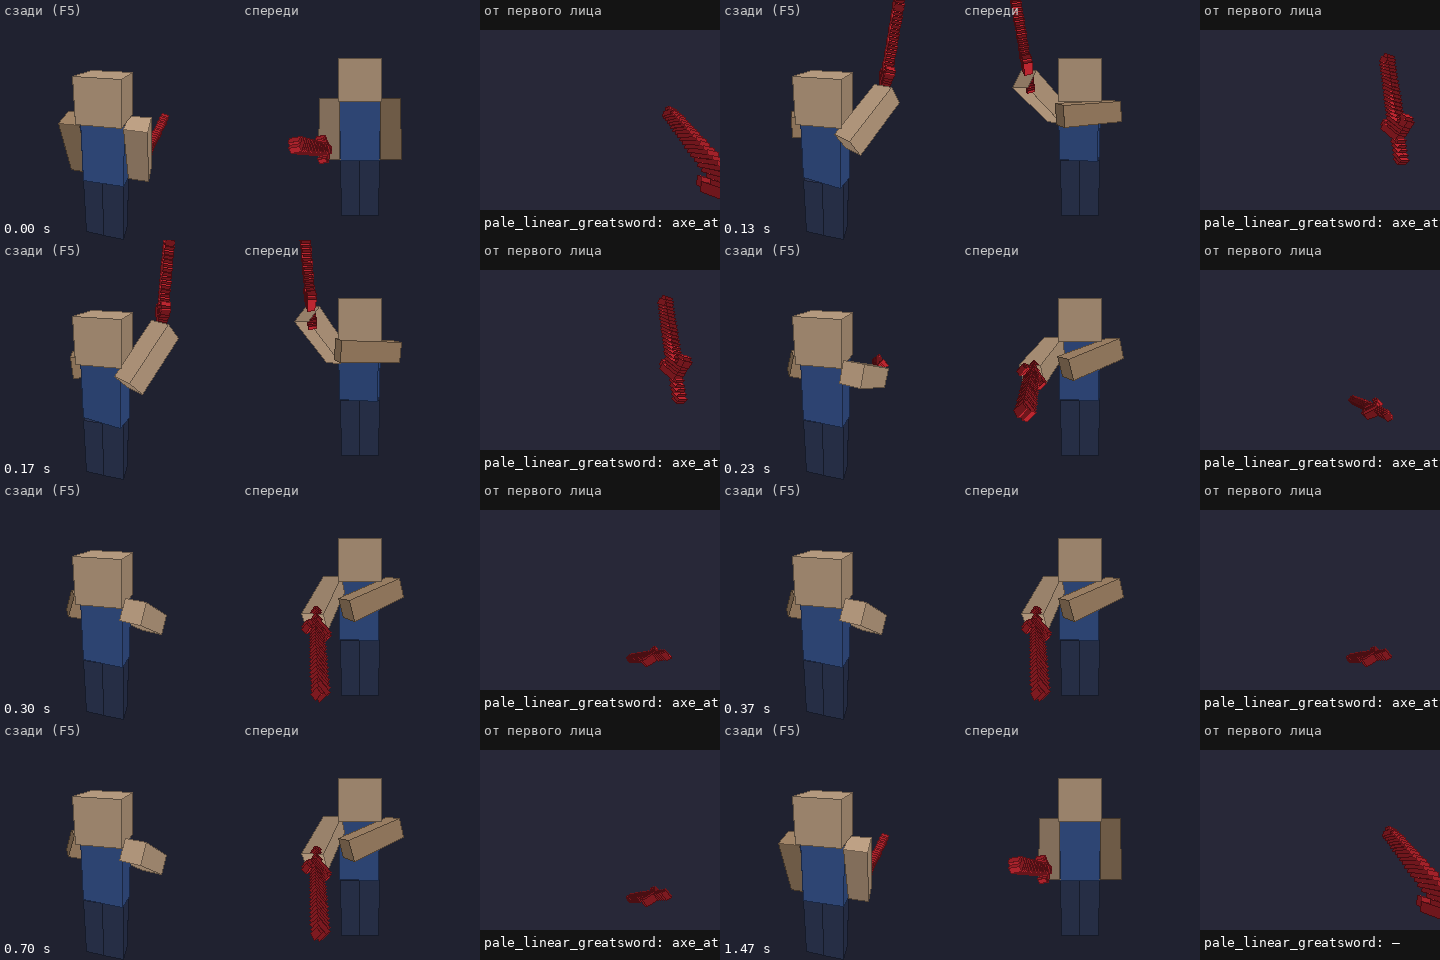 сзади (F5) спереди от первого лица сзади (F5) спереди от первого лица
0.00 s pale_linear_greatsword: axe_at 0.13 s pale_linear_greatsword: axe_at
сзади (F5) спереди от первого лица сзади (F5) спереди от первого лица
0.17 s pale_linear_greatsword: axe_at 0.23 s pale_linear_greatsword: axe_at
сзади (F5) спереди от первого лица сзади (F5) спереди от первого лица
0.30 s pale_linear_greatsword: axe_at 0.37 s pale_linear_greatsword: axe_at
сзади (F5) спереди от первого лица сзади (F5) спереди от первого лица
0.70 s pale_linear_greatsword: axe_at 1.47 s pale_linear_greatsword: —